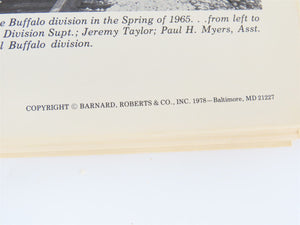 e Buffalo division in the Spring of 1965. . .from left to
Division Supt.; Jeremy Taylor; Paul H. Myers, Asst.
l Buffalo division.
COPYRIGHT © BARNARD, ROBERTS & CO., INC. 1978—Baltimore, MD 21227